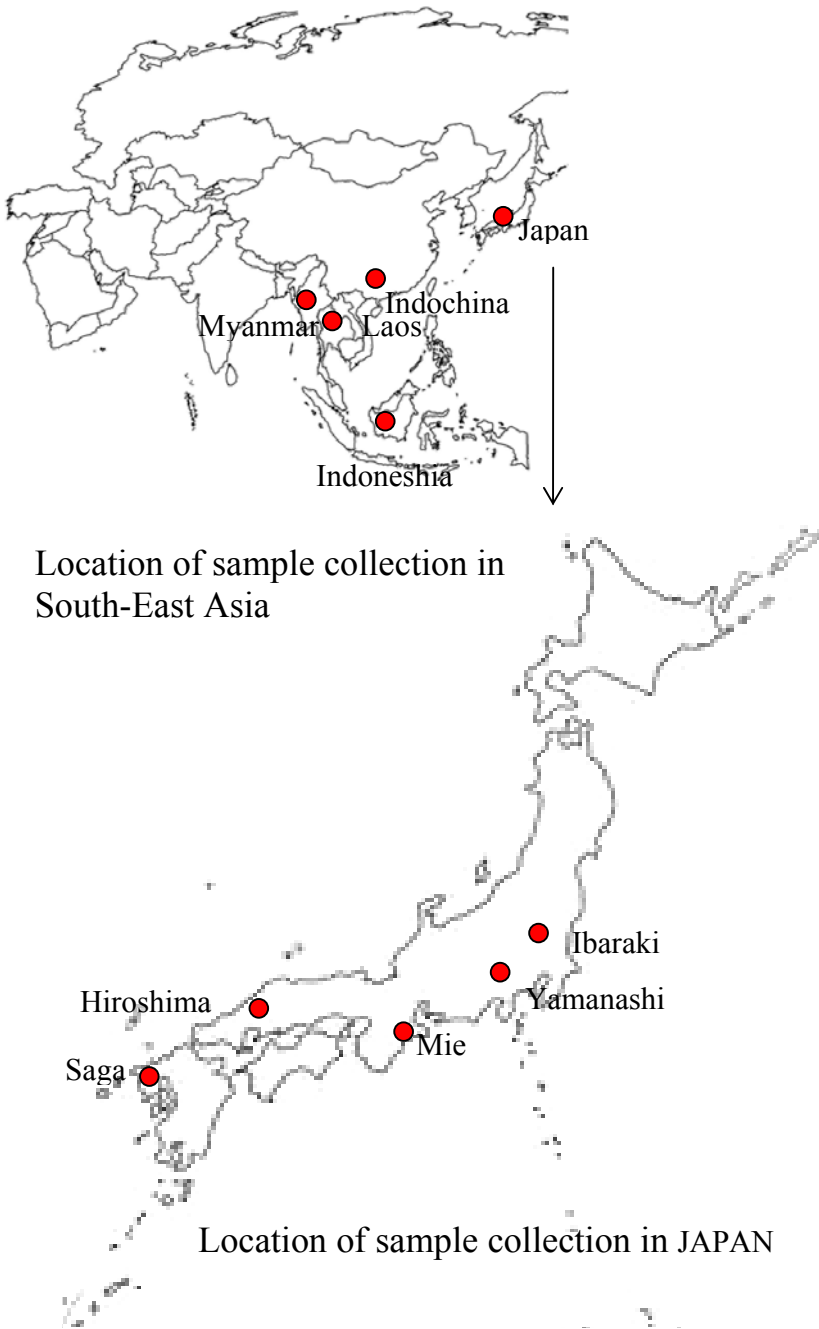 Japan
Indochina
Myanmar
Laos
Indoneshia
Location of sample collection in
South-East Asia
Ibaraki
Hiroshima
Yamanashi
Mie
Saga
Location of sample collection in JAPAN